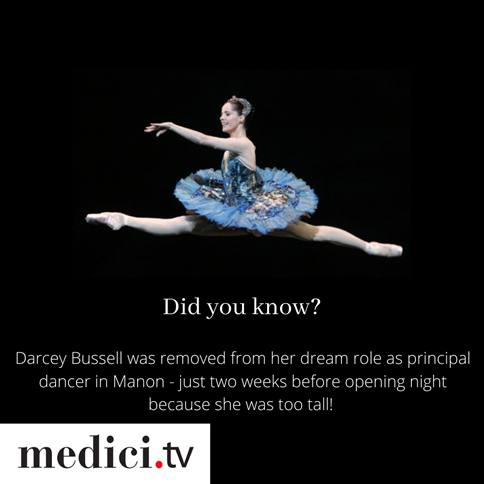 Did you know?
Darcey Bussell was removed from her dream role as principal
dancer in Manon - just two weeks before opening night
because she was too tall!
medici.tv